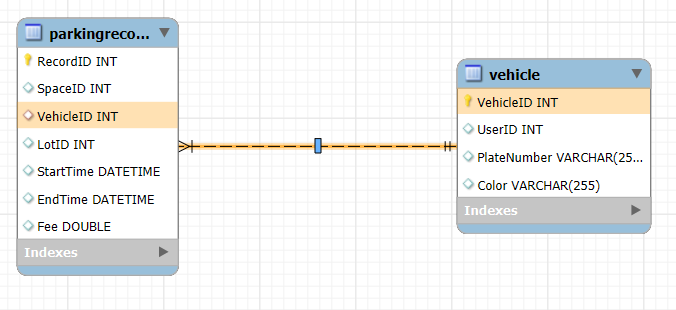 parkingreco...
RecordID INT
SpaceID INT
VehicleID INT
LotID INT
StartTime DATETIME
EndTime DATETIME
Fee DOUBLE
Indexes
vehicle
VehicleID INT
UserID INT
PlateNumber VARCHAR(25...
Color VARCHAR(255)
Indexes